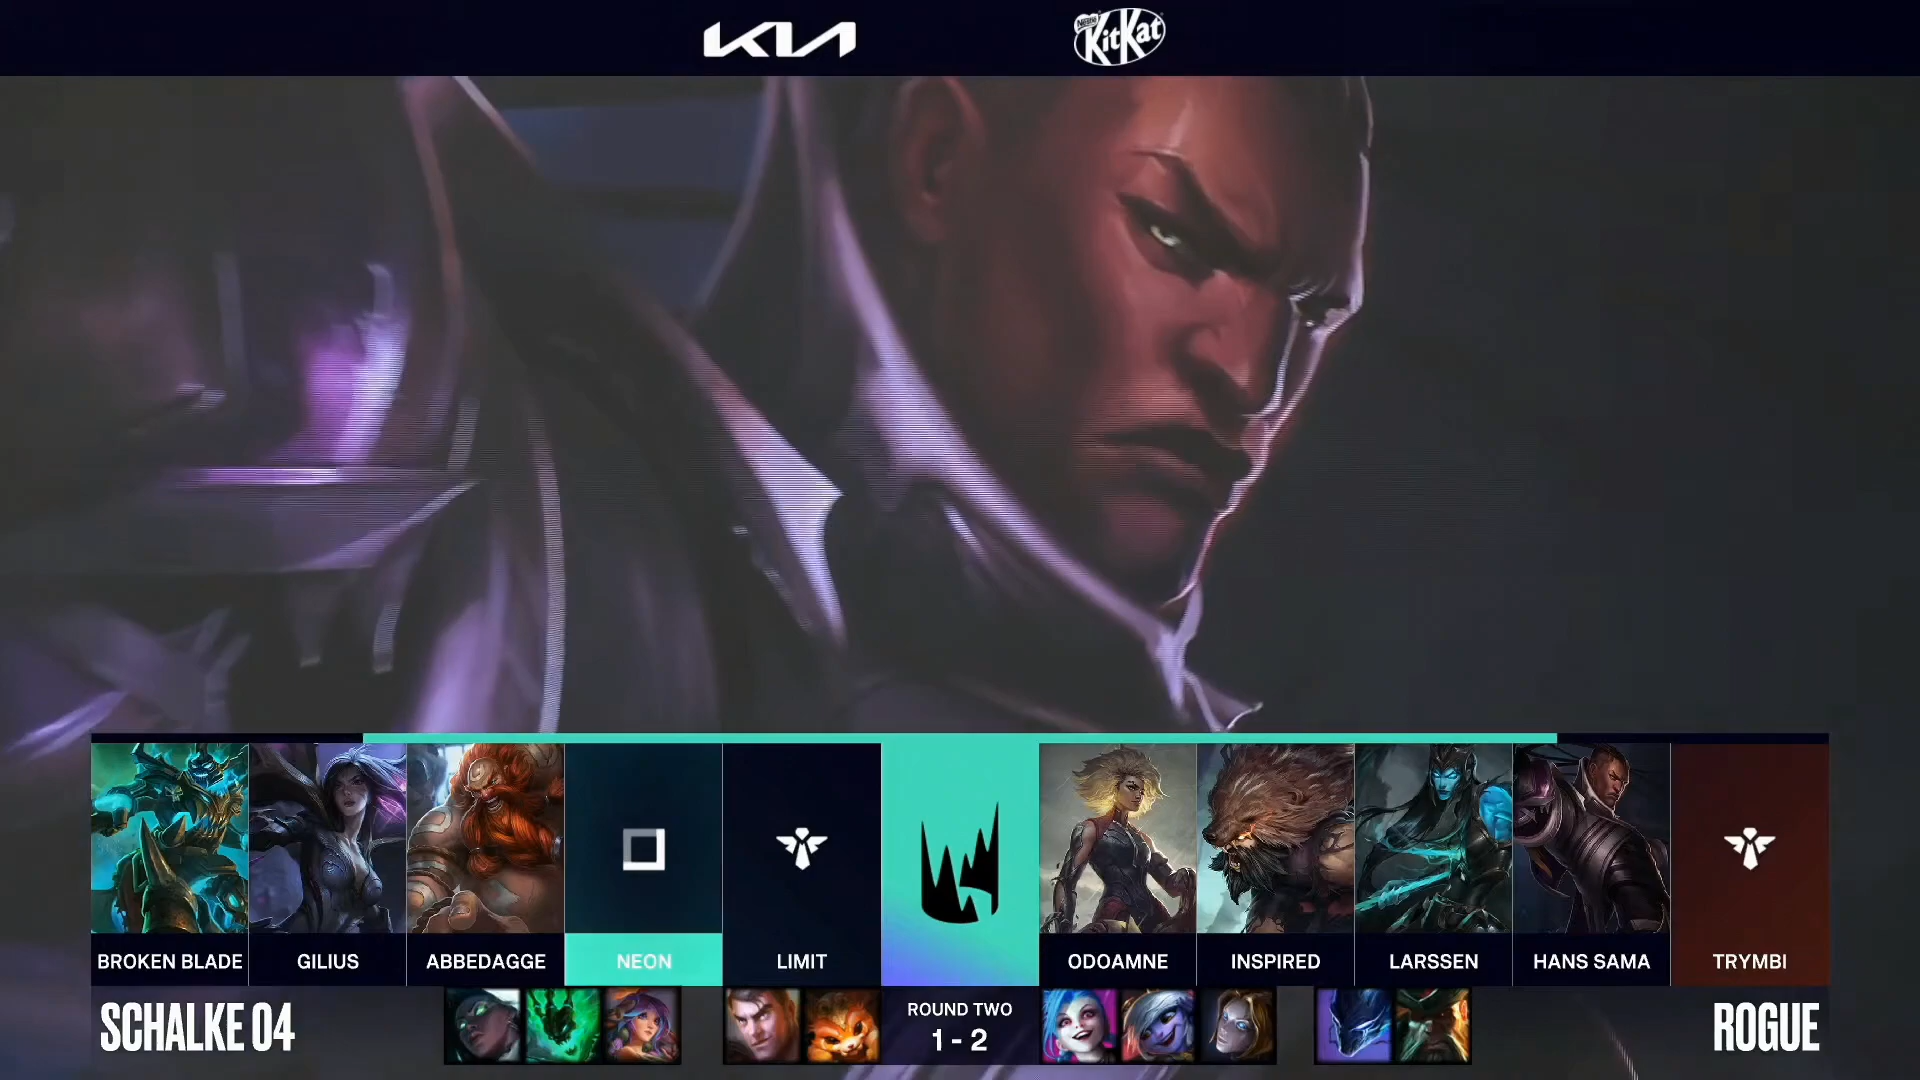 KIA
Nestlé
KitKat
BROKEN BLADE
GILIUS
ABBEDAGGE
NEON
LIMIT
ODOAMNE
INSPIRED
LARSSEN
HANS SAMA
TRYMBI
SCHALKE 04
ROUND TWO
1 - 2
ROGUE